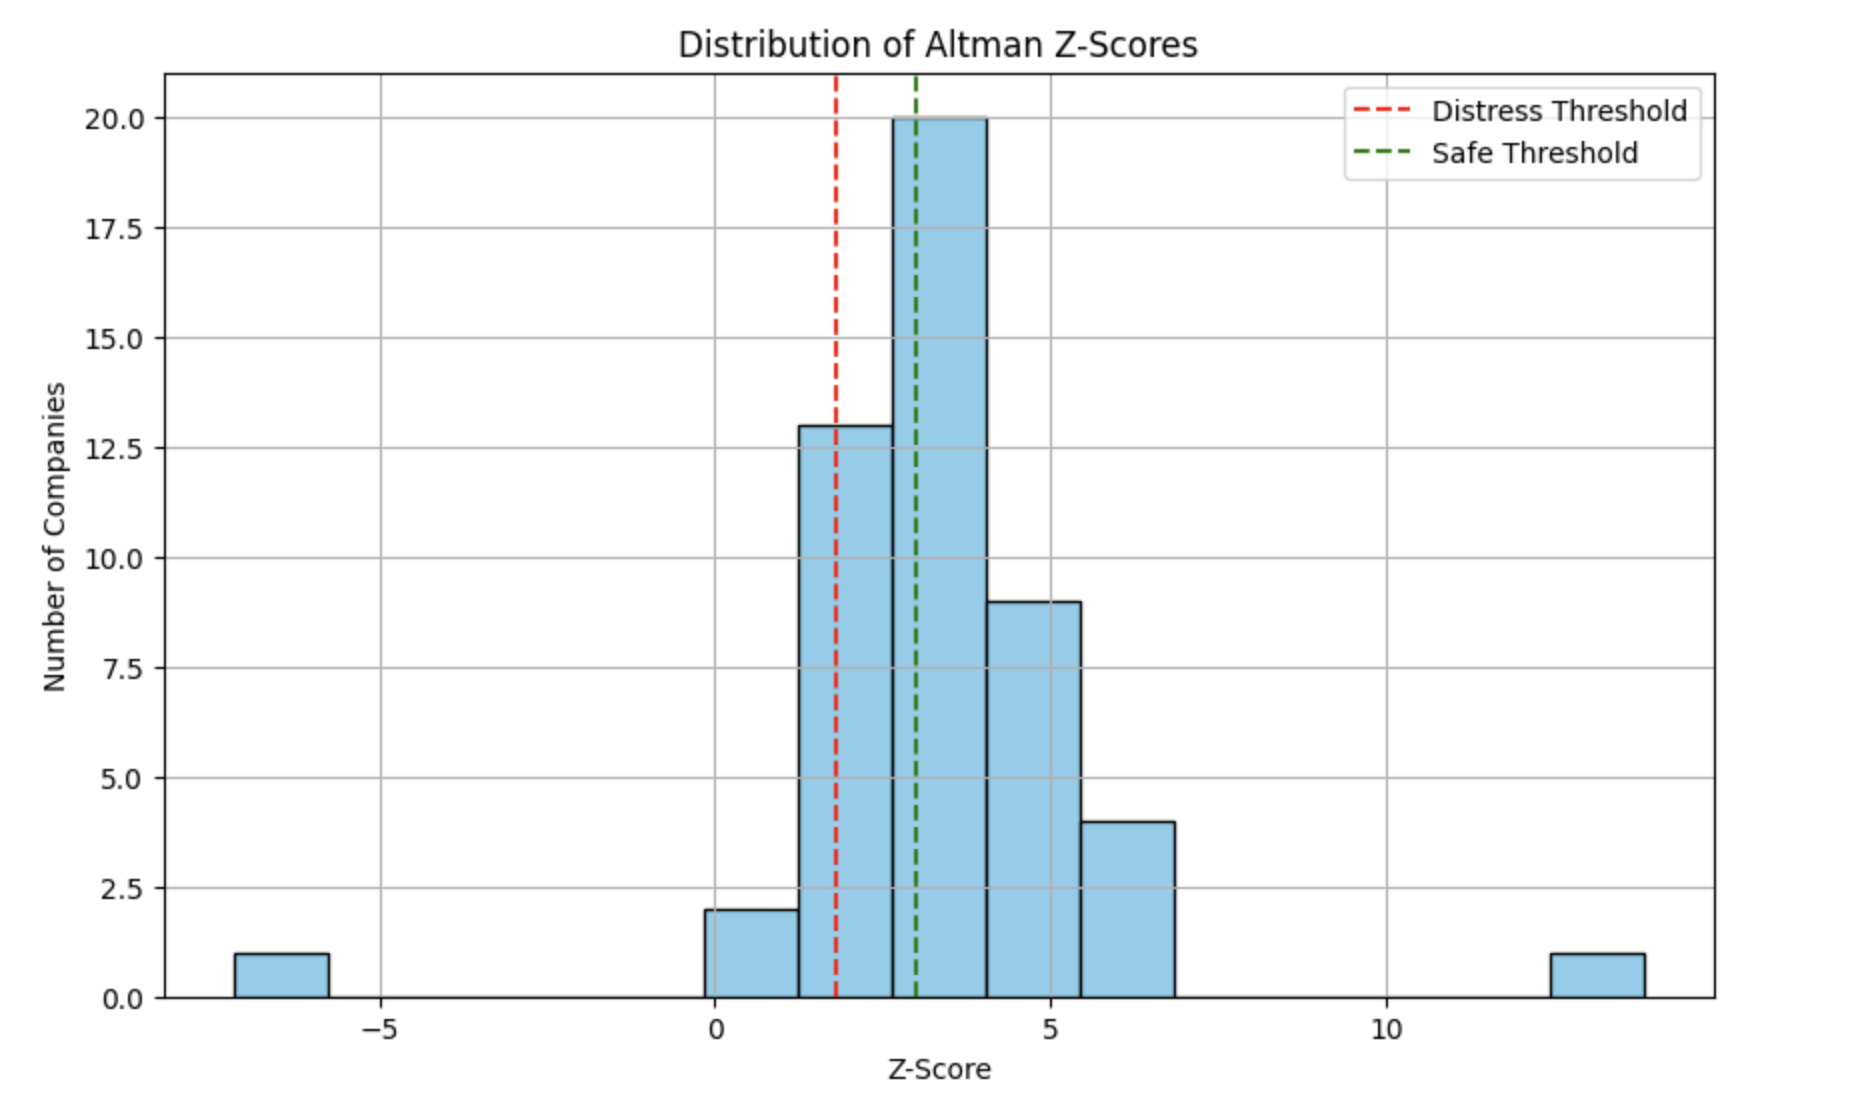 Distribution of Altman Z-Scores
Distress Threshold
Safe Threshold
Number of Companies
20.0
17.5
15.0
12.5
10.0
7.5
5.0
2.5
0.0
−5
0
5
10
Z-Score